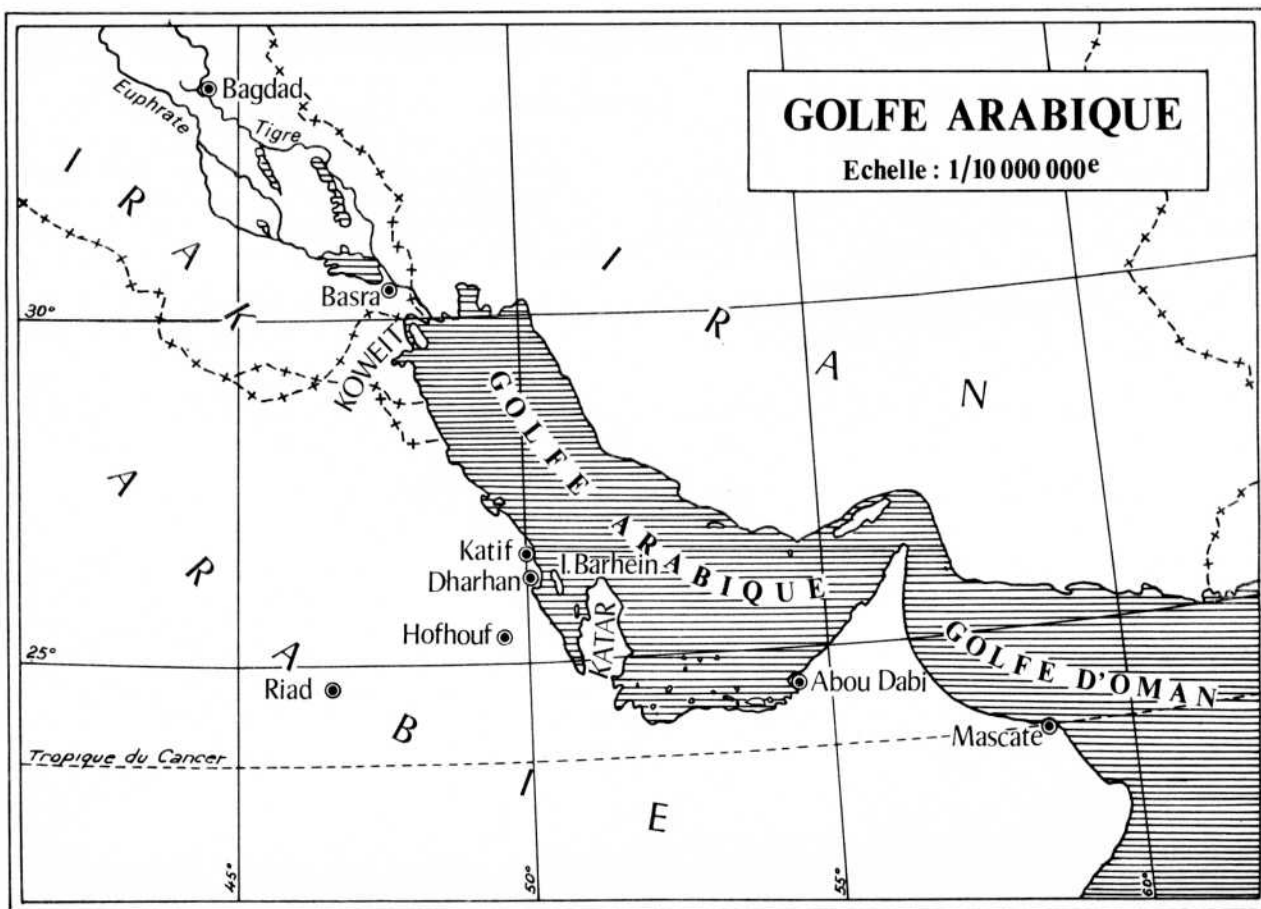 GOLFE ARABIQUE
Echelle : 1/10 000 000e
Bagdad
Euphrate
Tigre
IRAK
Basra
30°
KOWEIT
IRAN
GOLFE ARABIQUE
ARABIE
Katif
I.Barhein
Dharhan
KATAR
Hofhouf
25°
Riad
Abou Dabi
GOLFE D'OMAN
Mascate
Tropique du Cancer
45°
50°
55°
60°